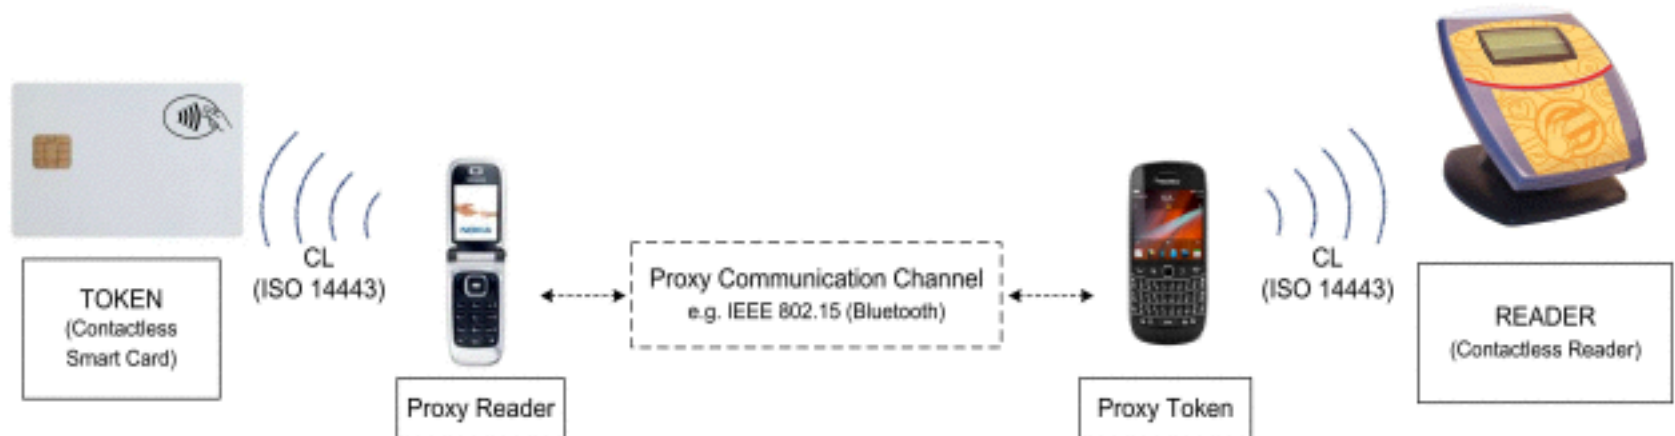 TOKEN
(Contactless
Smart Card)
CL
(ISO 14443)
NOKIA
Proxy Reader
Proxy Communication Channel
e.g. IEEE 802.15 (Bluetooth)
Proxy Token
CL
(ISO 14443)
READER
(Contactless Reader)